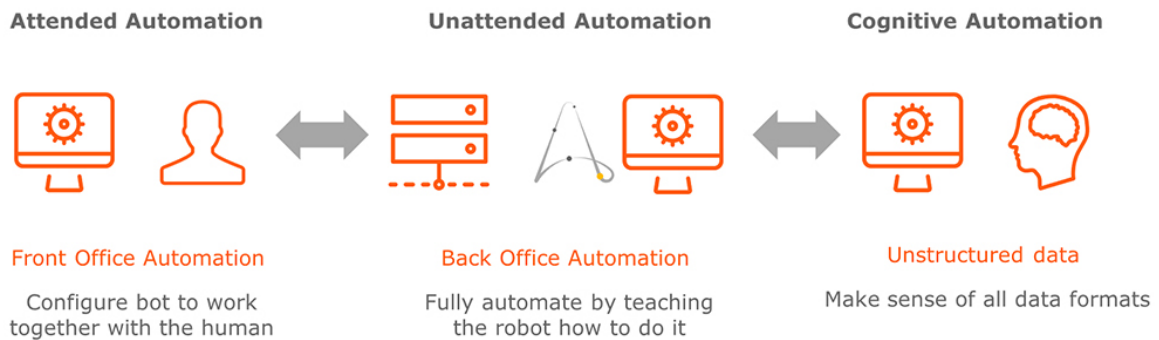 Attended Automation
Unattended Automation
Cognitive Automation
Front Office Automation
Back Office Automation
Unstructured data
Configure bot to work
together with the human
Fully automate by teaching
the robot how to do it
Make sense of all data formats